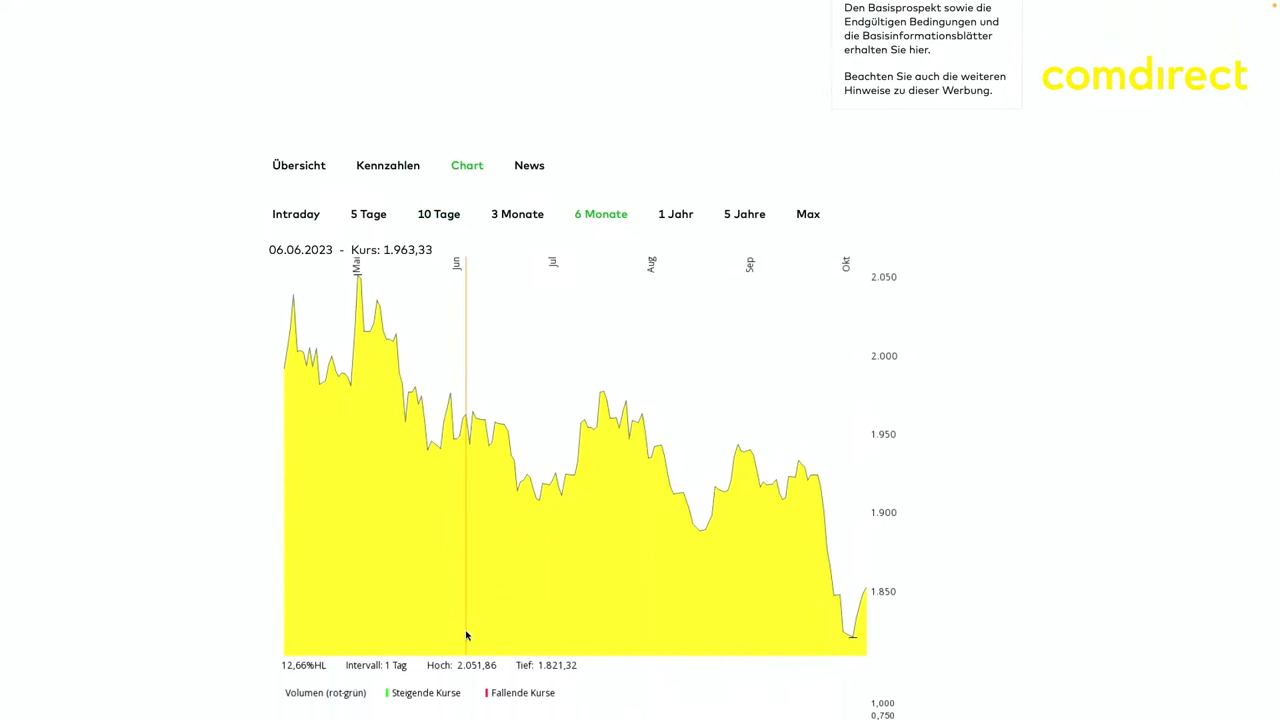 Den Basisprospekt sowie die
Endgültigen Bedingungen und
die Basisinformationsblätter
erhalten Sie hier.
Beachten Sie auch die weiteren
Hinweise zu dieser Werbung.
comdirect
Übersicht Kennzahlen Chart News
Intraday 5 Tage 10 Tage 3 Monate 6 Monate 1 Jahr 5 Jahre Max
06.06.2023 - Kurs: 1.963,33
Mai Jun Jul Aug Sep Okt
2.050
2.000
1.950
1.900
1.850
12,66%HL Intervall: 1 Tag Hoch: 2.051,86 Tief: 1.821,32
Volumen (rot-grün) Steigende Kurse Fallende Kurse
1,000
0,750